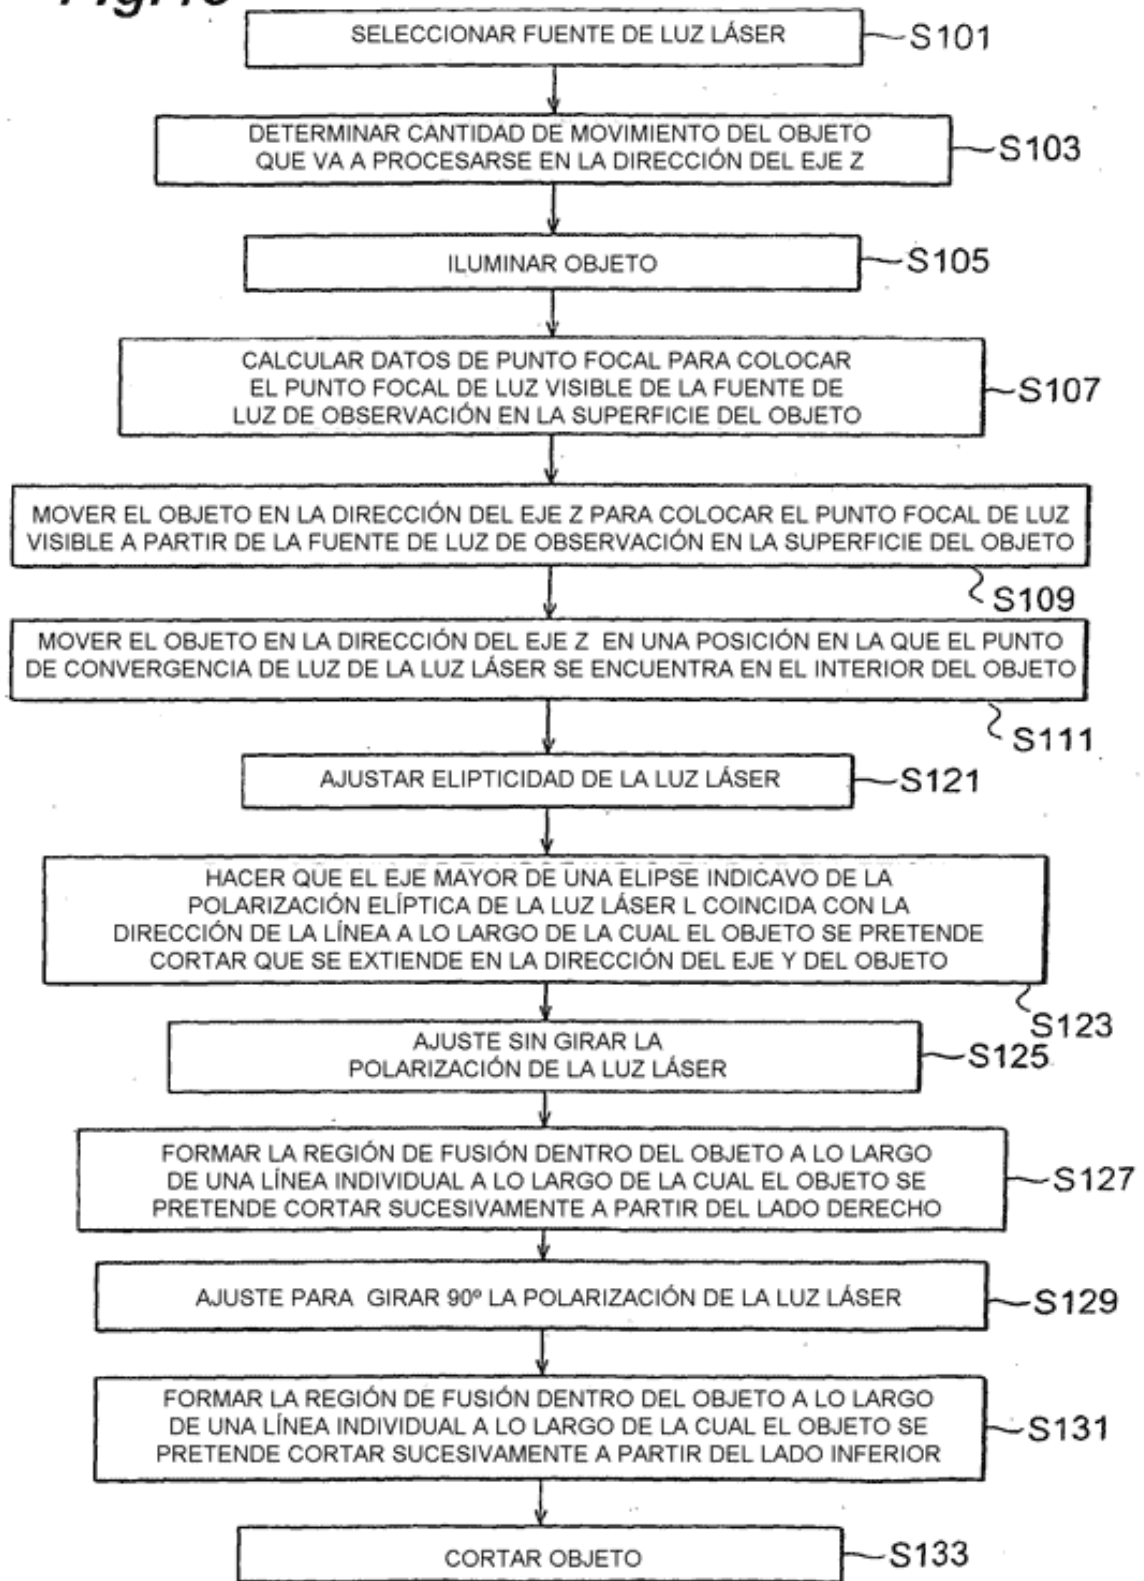 SELECCIONAR FUENTE DE LUZ LÁSER
S101
DETERMINAR CANTIDAD DE MOVIMIENTO DEL OBJETO
QUE VA A PROCESARSE EN LA DIRECCIÓN DEL EJE Z
S103
ILUMINAR OBJETO
S105
CALCULAR DATOS DE PUNTO FOCAL PARA COLOCAR
EL PUNTO FOCAL DE LUZ VISIBLE DE LA FUENTE DE
LUZ DE OBSERVACIÓN EN LA SUPERFICIE DEL OBJETO
S107
MOVER EL OBJETO EN LA DIRECCIÓN DEL EJE Z PARA COLOCAR EL PUNTO FOCAL DE LUZ
VISIBLE A PARTIR DE LA FUENTE DE LUZ DE OBSERVACIÓN EN LA SUPERFICIE DEL OBJETO
S109
MOVER EL OBJETO EN LA DIRECCIÓN DEL EJE Z EN UNA POSICIÓN EN LA QUE EL PUNTO
DE CONVERGENCIA DE LUZ DE LA LUZ LÁSER SE ENCUENTRA EN EL INTERIOR DEL OBJETO
S111
AJUSTAR ELIPTICIDAD DE LA LUZ LÁSER
S121
HACER QUE EL EJE MAYOR DE UNA ELIPSE INDICAVO DE LA
POLARIZACIÓN ELÍPTICA DE LA LUZ LÁSER L COINCIDA CON LA
DIRECCIÓN DE LA LÍNEA A LO LARGO DE LA CUAL EL OBJETO SE PRETENDE
CORTAR QUE SE EXTIENDE EN LA DIRECCIÓN DEL EJE Y DEL OBJETO
S123
AJUSTE SIN GIRAR LA
POLARIZACIÓN DE LA LUZ LÁSER
S125
FORMAR LA REGIÓN DE FUSIÓN DENTRO DEL OBJETO A LO LARGO
DE UNA LÍNEA INDIVIDUAL A LO LARGO DE LA CUAL EL OBJETO SE
PRETENDE CORTAR SUCESIVAMENTE A PARTIR DEL LADO DERECHO
S127
AJUSTE PARA GIRAR 90º LA POLARIZACIÓN DE LA LUZ LÁSER
S129
FORMAR LA REGIÓN DE FUSIÓN DENTRO DEL OBJETO A LO LARGO
DE UNA LÍNEA INDIVIDUAL A LO LARGO DE LA CUAL EL OBJETO SE
PRETENDE CORTAR SUCESIVAMENTE A PARTIR DEL LADO INFERIOR
S131
CORTAR OBJETO
S133